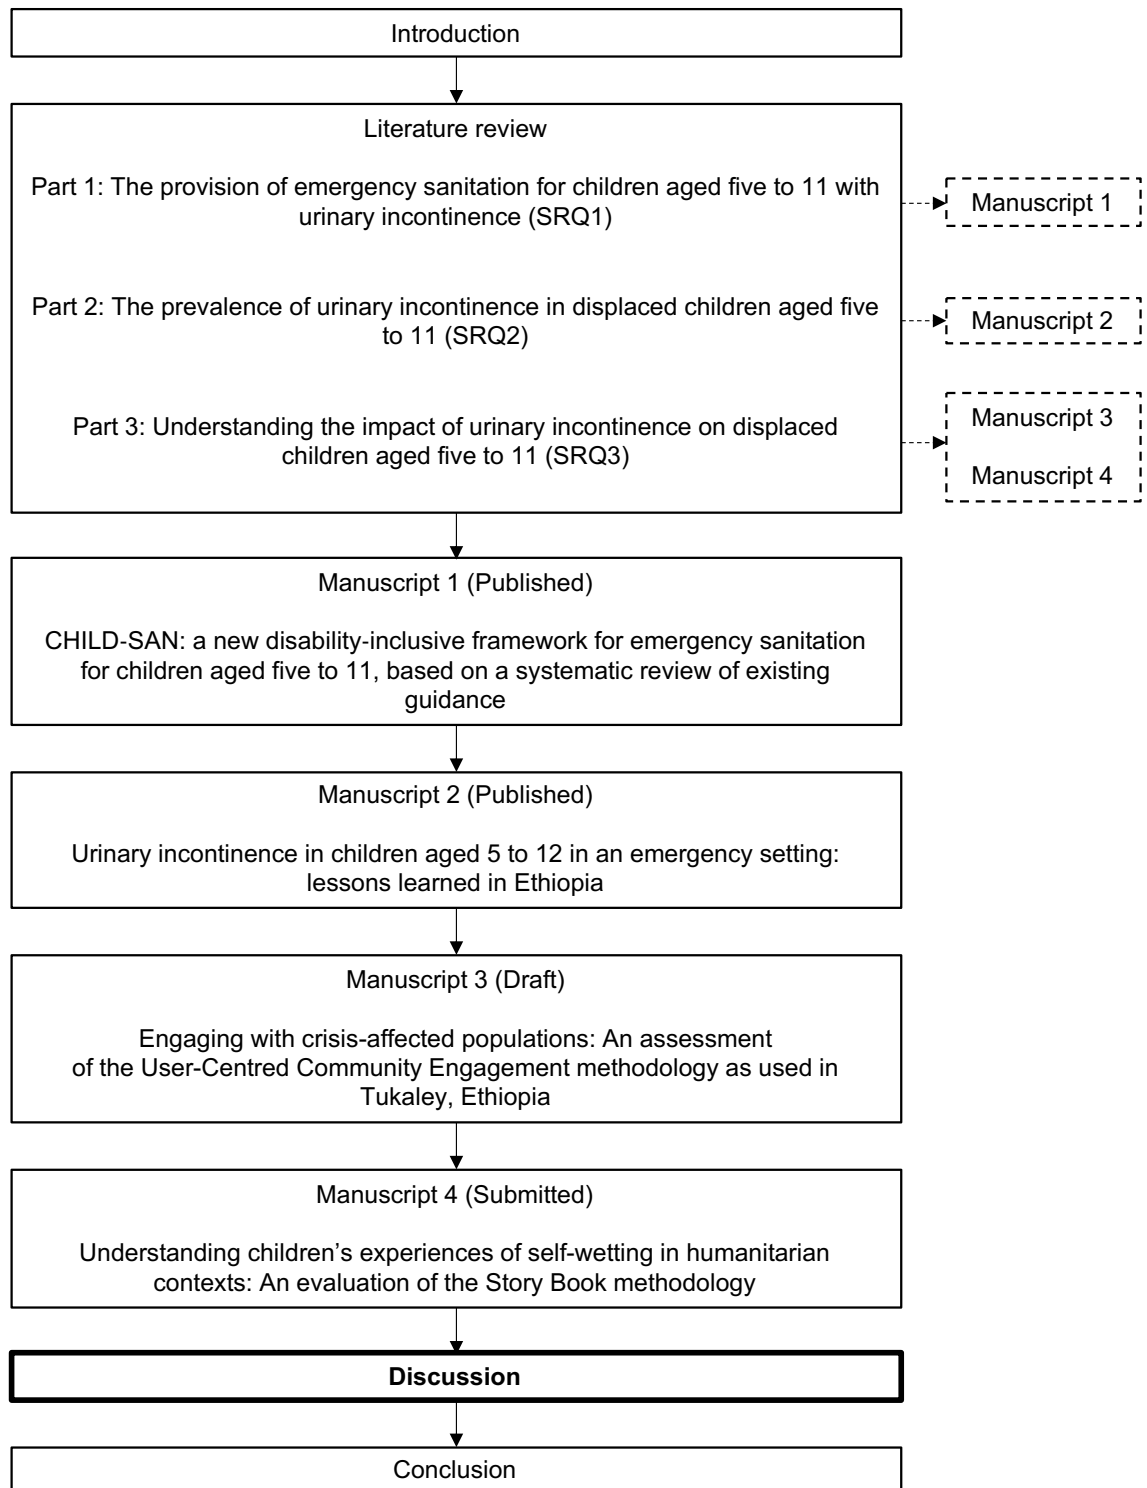 Introduction
Literature review
Part 1: The provision of emergency sanitation for children aged five to 11 with
urinary incontinence (SRQ1)
Manuscript 1
Part 2: The prevalence of urinary incontinence in displaced children aged five
to 11 (SRQ2)
Manuscript 2
Part 3: Understanding the impact of urinary incontinence on displaced
children aged five to 11 (SRQ3)
Manuscript 3
Manuscript 4
Manuscript 1 (Published)
CHILD-SAN: a new disability-inclusive framework for emergency sanitation
for children aged five to 11, based on a systematic review of existing
guidance
Manuscript 2 (Published)
Urinary incontinence in children aged 5 to 12 in an emergency setting:
lessons learned in Ethiopia
Manuscript 3 (Draft)
Engaging with crisis-affected populations: An assessment
of the User-Centred Community Engagement methodology as used in
Tukaley, Ethiopia
Manuscript 4 (Submitted)
Understanding children’s experiences of self-wetting in humanitarian
contexts: An evaluation of the Story Book methodology
Discussion
Conclusion